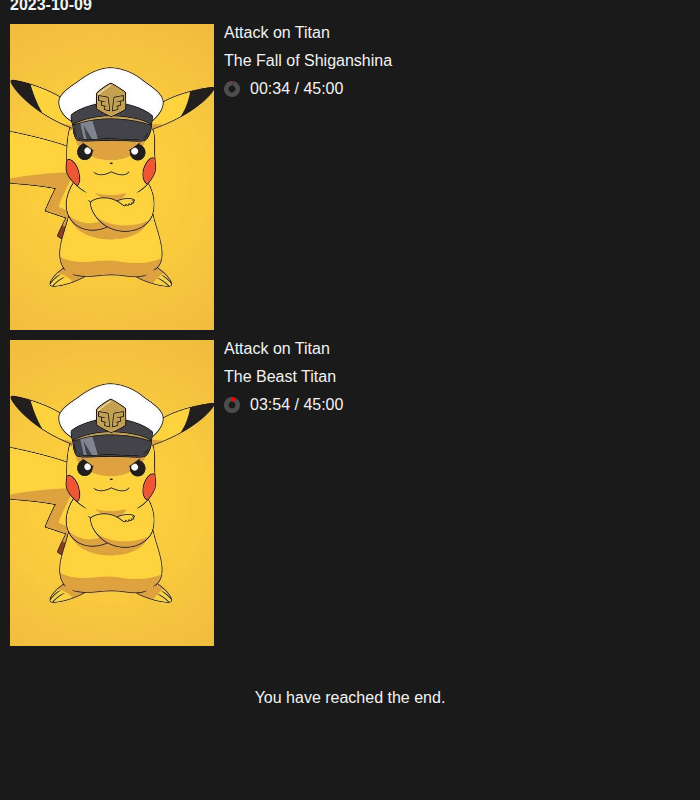 2023-10-09
Attack on Titan
The Fall of Shiganshina
00:34 / 45:00
Attack on Titan
The Beast Titan
03:54 / 45:00
You have reached the end.